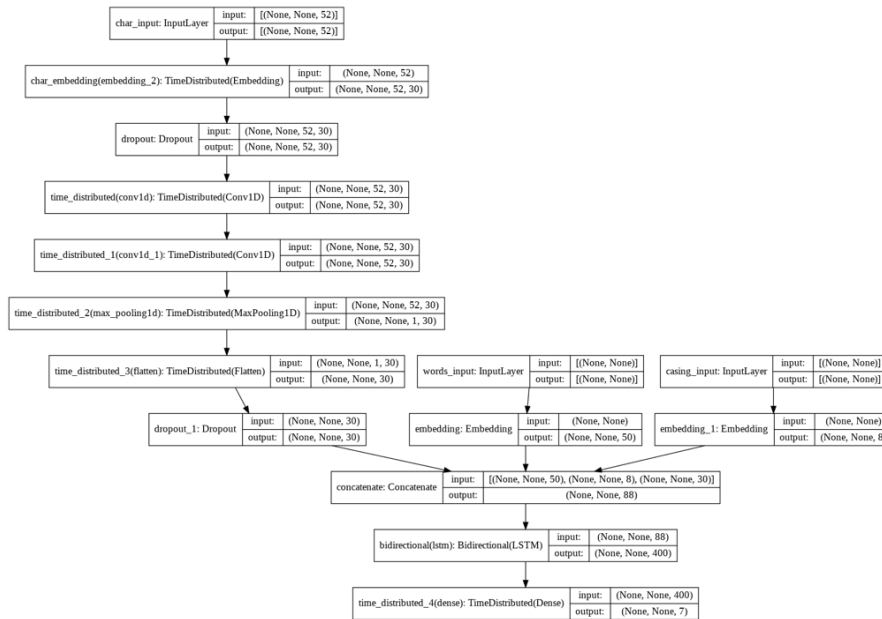 char_input: InputLayer
input: [(None, None, 52)]
output: [(None, None, 52)]
char_embedding(embedding_2): TimeDistributed(Embedding)
input: (None, None, 52)
output: (None, None, 52, 30)
dropout: Dropout
input: (None, None, 52, 30)
output: (None, None, 52, 30)
time_distributed(conv1d): TimeDistributed(Conv1D)
input: (None, None, 52, 30)
output: (None, None, 52, 30)
time_distributed_1(conv1d_1): TimeDistributed(Conv1D)
input: (None, None, 52, 30)
output: (None, None, 52, 30)
time_distributed_2(max_pooling1d): TimeDistributed(MaxPooling1D)
input: (None, None, 52, 30)
output: (None, None, 1, 30)
time_distributed_3(flatten): TimeDistributed(Flatten)
input: (None, None, 1, 30)
output: (None, None, 30)
words_input: InputLayer
input: [(None, None)]
output: [(None, None)]
casing_input: InputLayer
input: [(None, None)]
output: [(None, None)]
dropout_1: Dropout
input: (None, None, 30)
output: (None, None, 30)
embedding: Embedding
input: (None, None)
output: (None, None, 50)
embedding_1: Embedding
input: (None, None)
output: (None, None, 8
concatenate: Concatenate
input: [(None, None, 50), (None, None, 8), (None, None, 30)]
output: (None, None, 88)
bidirectional(lstm): Bidirectional(LSTM)
input: (None, None, 88)
output: (None, None, 400)
time_distributed_4(dense): TimeDistributed(Dense)
input: (None, None, 400)
output: (None, None, 7)